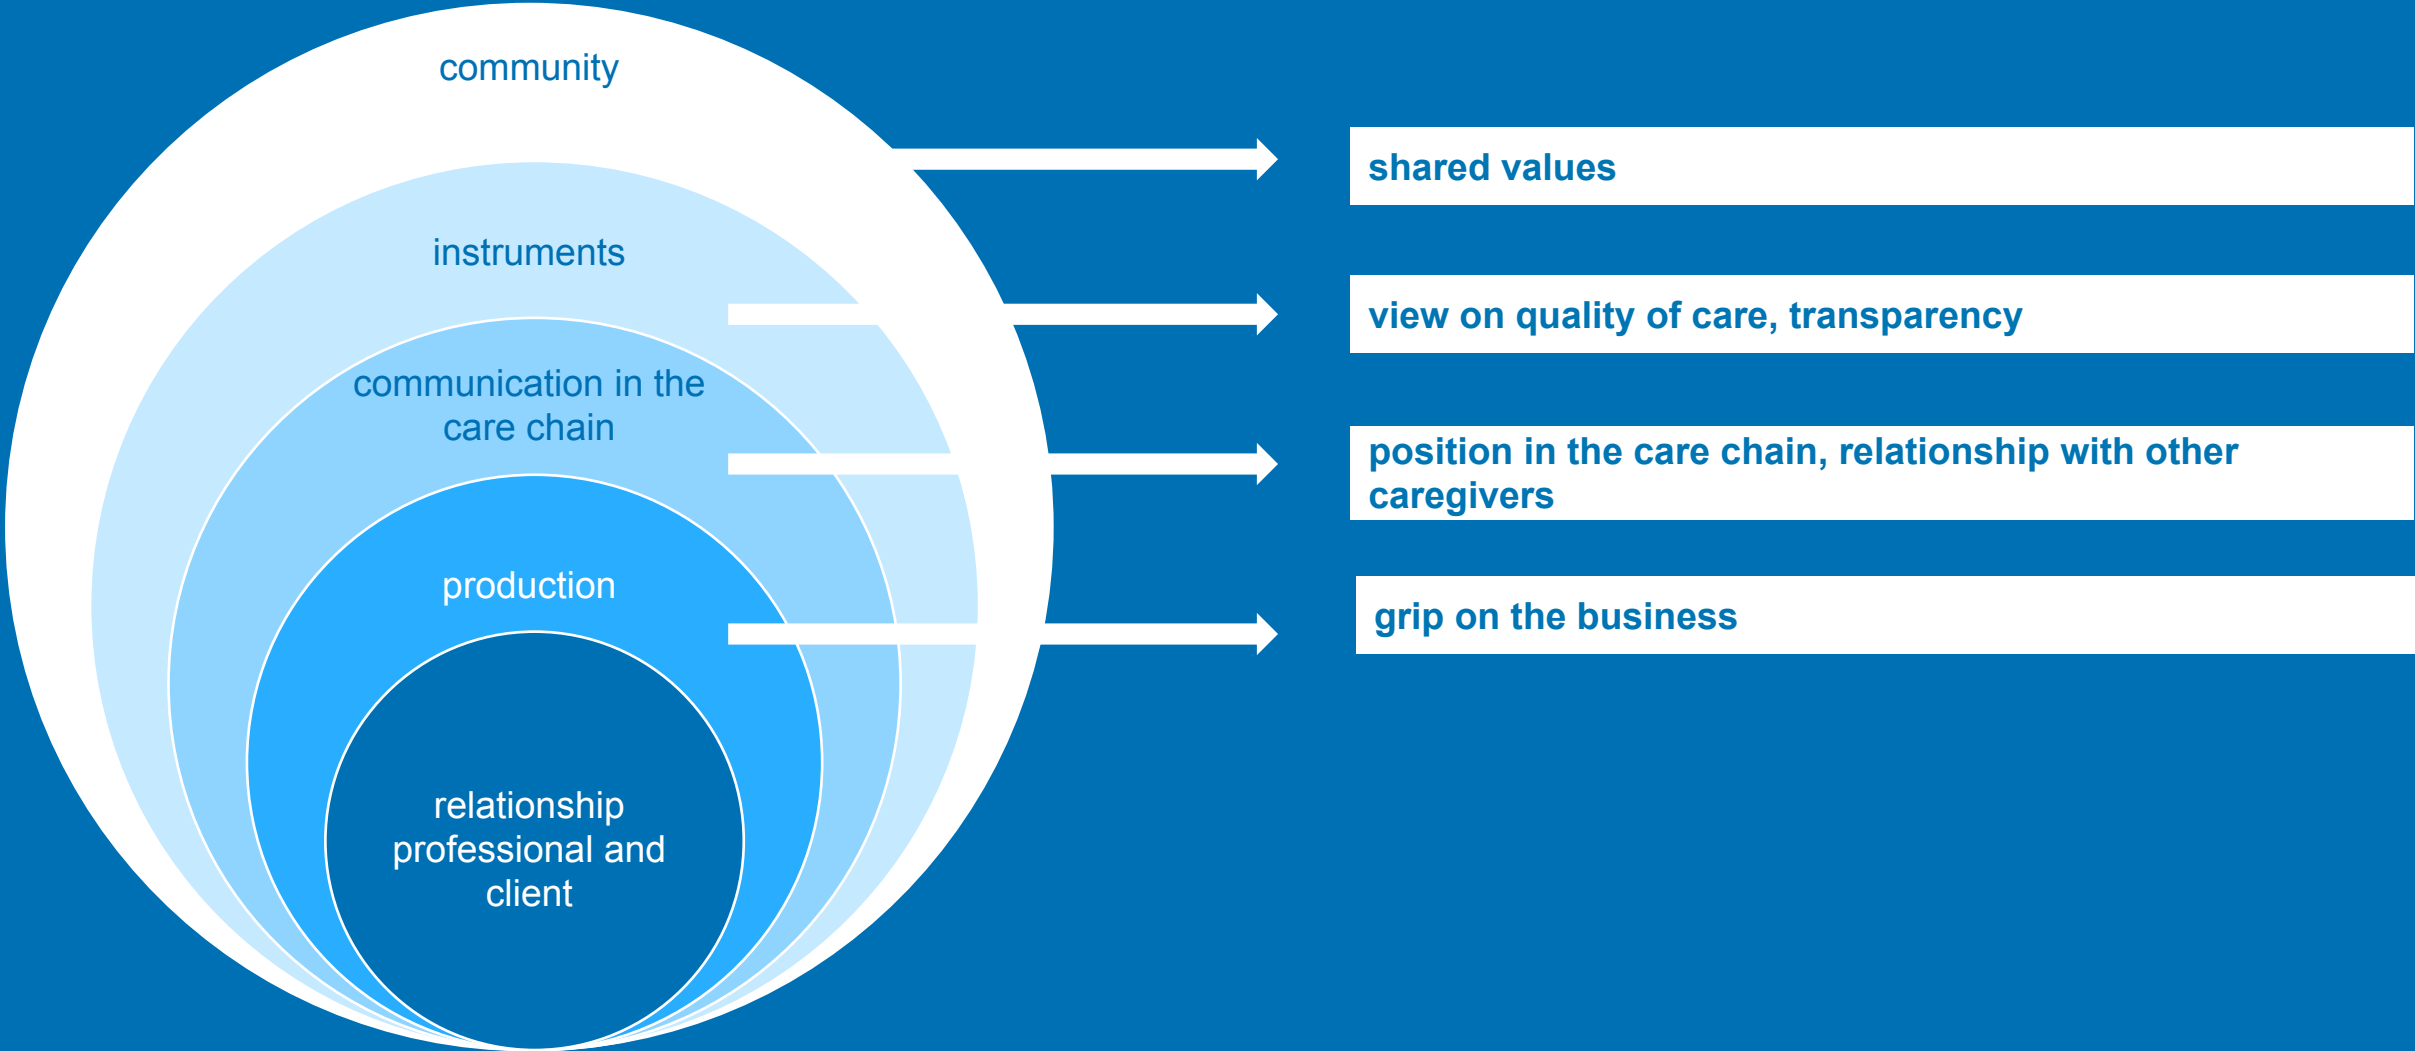 community
shared values
instruments
view on quality of care, transparency
communication in the
care chain
position in the care chain, relationship with other
caregivers
production
grip on the business
relationship
professional and
client